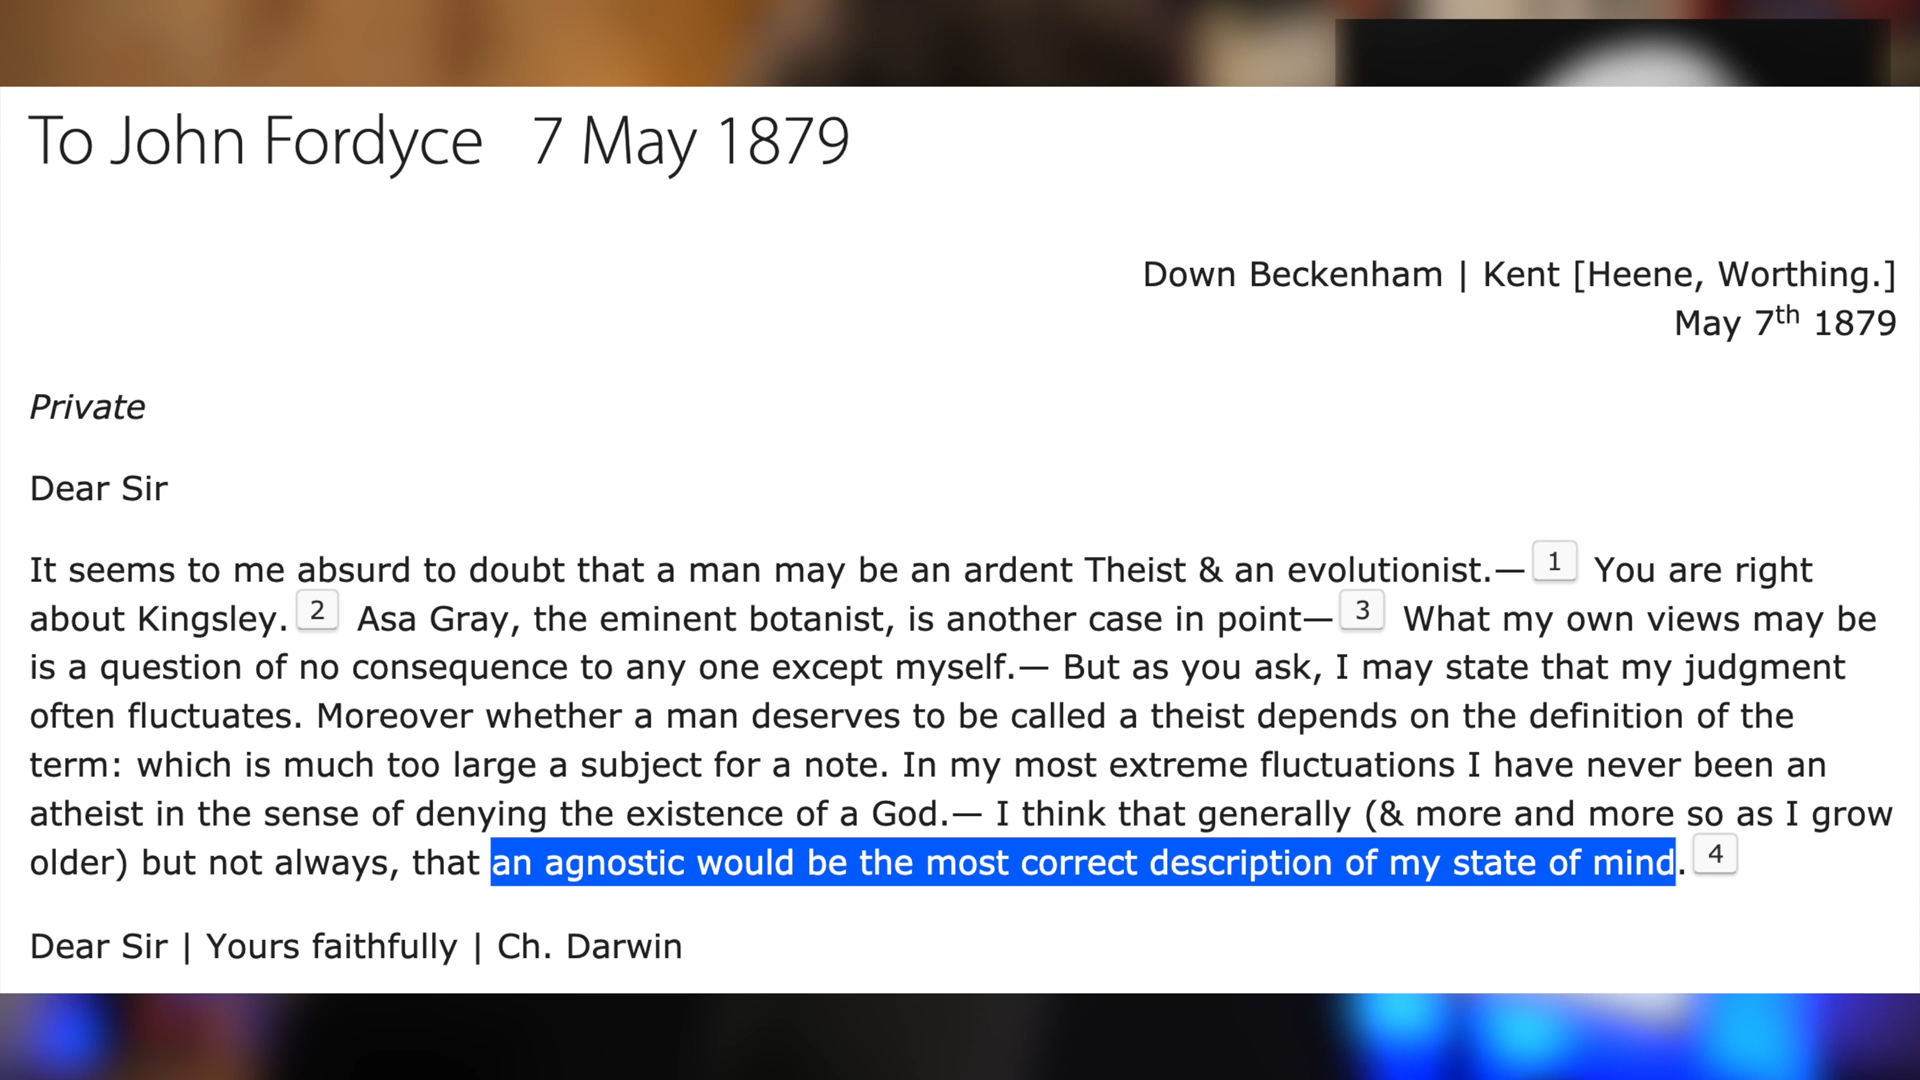 To John Fordyce   7 May 1879
Down Beckenham | Kent [Heene, Worthing.]
May 7th 1879
Private
Dear Sir
It seems to me absurd to doubt that a man may be an ardent Theist & an evolutionist.— 1 You are right
about Kingsley. 2 Asa Gray, the eminent botanist, is another case in point— 3 What my own views may be
is a question of no consequence to any one except myself.— But as you ask, I may state that my judgment
often fluctuates. Moreover whether a man deserves to be called a theist depends on the definition of the
term: which is much too large a subject for a note. In my most extreme fluctuations I have never been an
atheist in the sense of denying the existence of a God.— I think that generally (& more and more so as I grow
older) but not always, that an agnostic would be the most correct description of my state of mind. 4
Dear Sir | Yours faithfully | Ch. Darwin